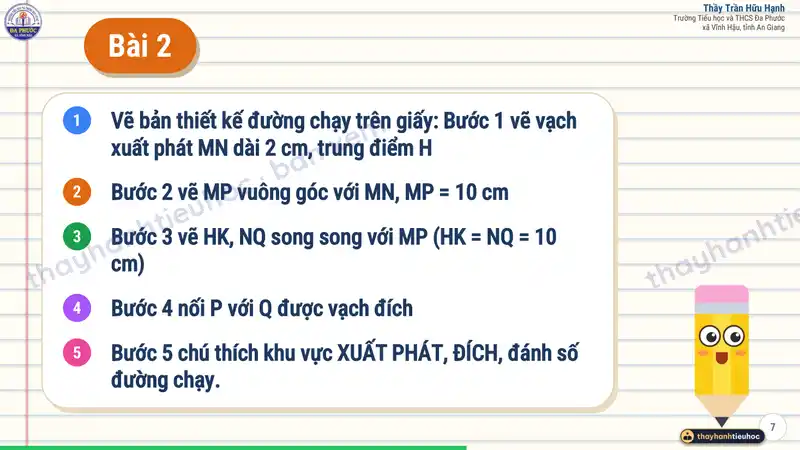 Thầy Trần Hữu Hạnh
Trường Tiểu học và THCS Đa Phước
xã Vĩnh Hậu, tỉnh An Giang
ĐA PHƯỚC
Bài 2
1 Vẽ bản thiết kế đường chạy trên giấy: Bước 1 vẽ vạch
xuất phát MN dài 2 cm, trung điểm H
2 Bước 2 vẽ MP vuông góc với MN, MP = 10 cm
3 Bước 3 vẽ HK, NQ song song với MP (HK = NQ = 10
cm)
4 Bước 4 nối P với Q được vạch đích
5 Bước 5 chú thích khu vực XUẤT PHÁT, ĐÍCH, đánh số
đường chạy.
thayhanhtieuhoc
7